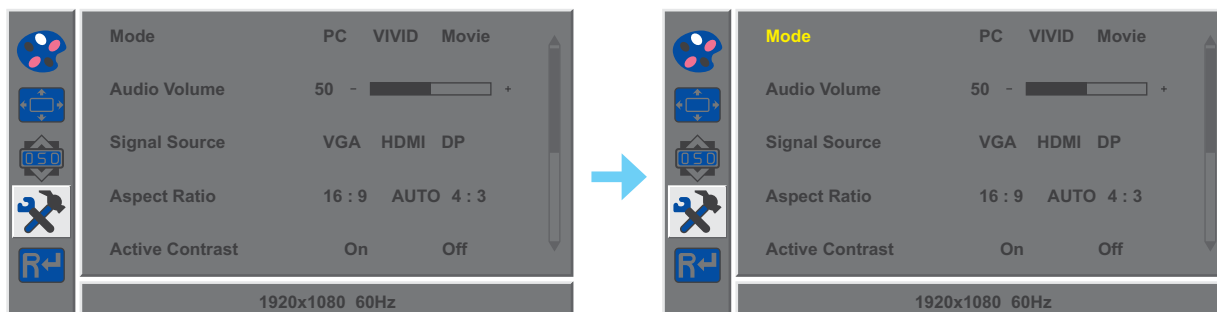 Mode PC VIVID Movie
Audio Volume 50 - +
Signal Source VGA HDMI DP
Aspect Ratio 16 : 9 AUTO 4 : 3
Active Contrast On Off
1920x1080 60Hz
OSD
R
Mode PC VIVID Movie
Audio Volume 50 - +
Signal Source VGA HDMI DP
Aspect Ratio 16 : 9 AUTO 4 : 3
Active Contrast On Off
1920x1080 60Hz
OSD
R